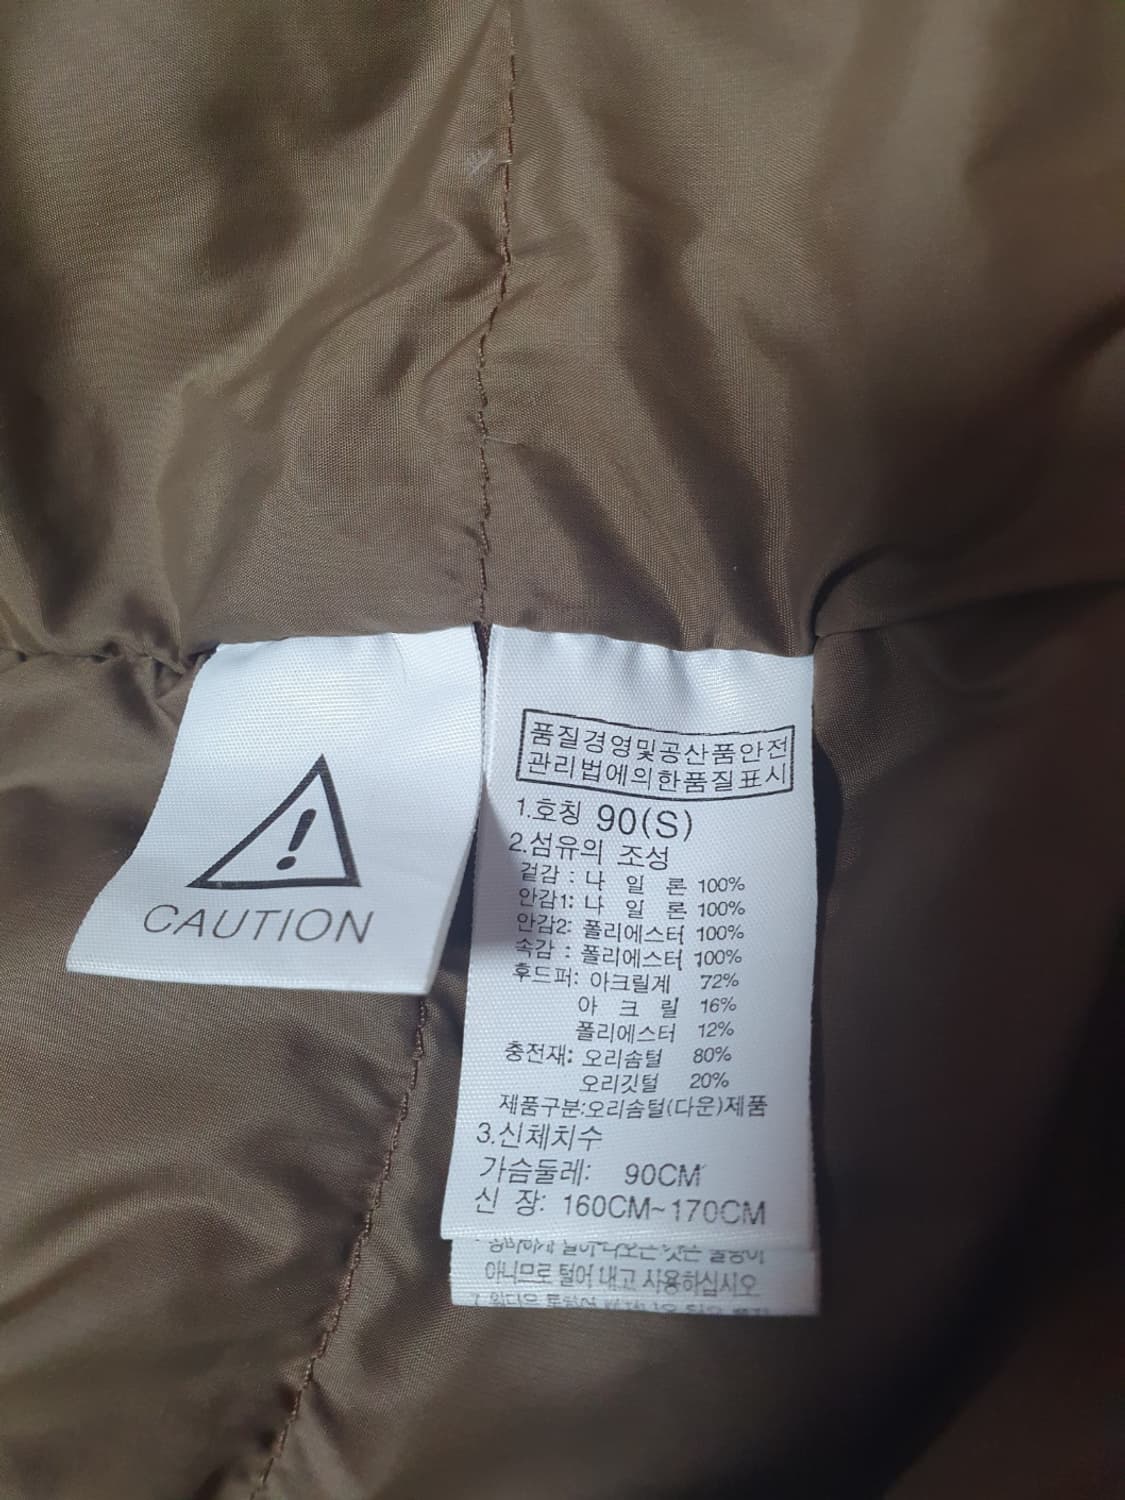 CAUTION
품질경영및공산품안전
관리법에의한품질표시
1.호칭 90(S)
2.섬유의 조성
겉감 : 나 일 론 100%
안감1: 나 일 론 100%
안감2: 폴리에스터 100%
속감 : 폴리에스터 100%
후드퍼: 아크릴계 72%
아 크 릴 16%
폴리에스터 12%
충전재: 오리솜털 80%
오리깃털 20%
제품구분:오리솜털(다운)제품
3.신체치수
가슴둘레: 90CM
신 장: 160CM~170CM
아니므로 털어 내고 사용하십시오